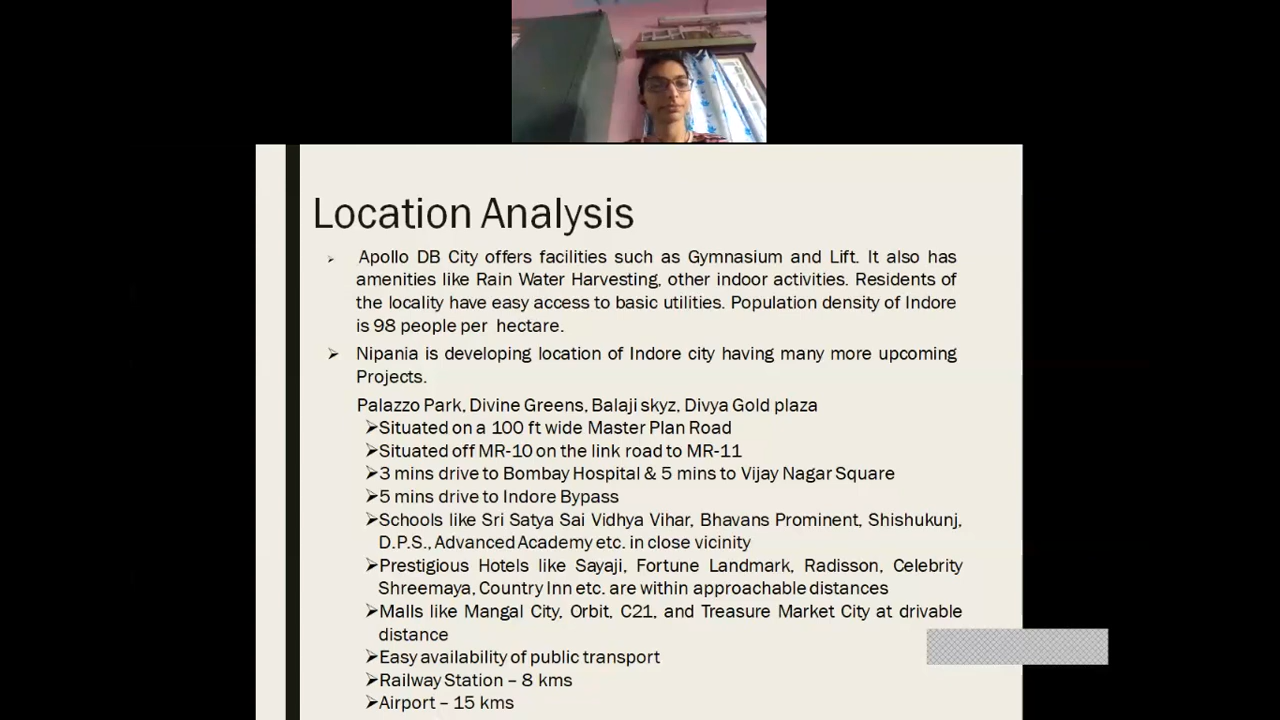 Location Analysis
Apollo DB City offers facilities such as Gymnasium and Lift. It also has
amenities like Rain Water Harvesting, other indoor activities. Residents of
the locality have easy access to basic utilities. Population density of Indore
is 98 people per hectare.
Nipania is developing location of Indore city having many more upcoming
Projects.
Palazzo Park, Divine Greens, Balaji skyz, Divya Gold plaza
Situated on a 100 ft wide Master Plan Road
Situated off MR-10 on the link road to MR-11
3 mins drive to Bombay Hospital & 5 mins to Vijay Nagar Square
5 mins drive to Indore Bypass
Schools like Sri Satya Sai Vidhya Vihar, Bhavans Prominent, Shishukunj,
D.P.S., Advanced Academy etc. in close vicinity
Prestigious Hotels like Sayaji, Fortune Landmark, Radisson, Celebrity
Shreemaya, Country Inn etc. are within approachable distances
Malls like Mangal City, Orbit, C21, and Treasure Market City at drivable
distance
Easy availability of public transport
Railway Station – 8 kms
Airport – 15 kms